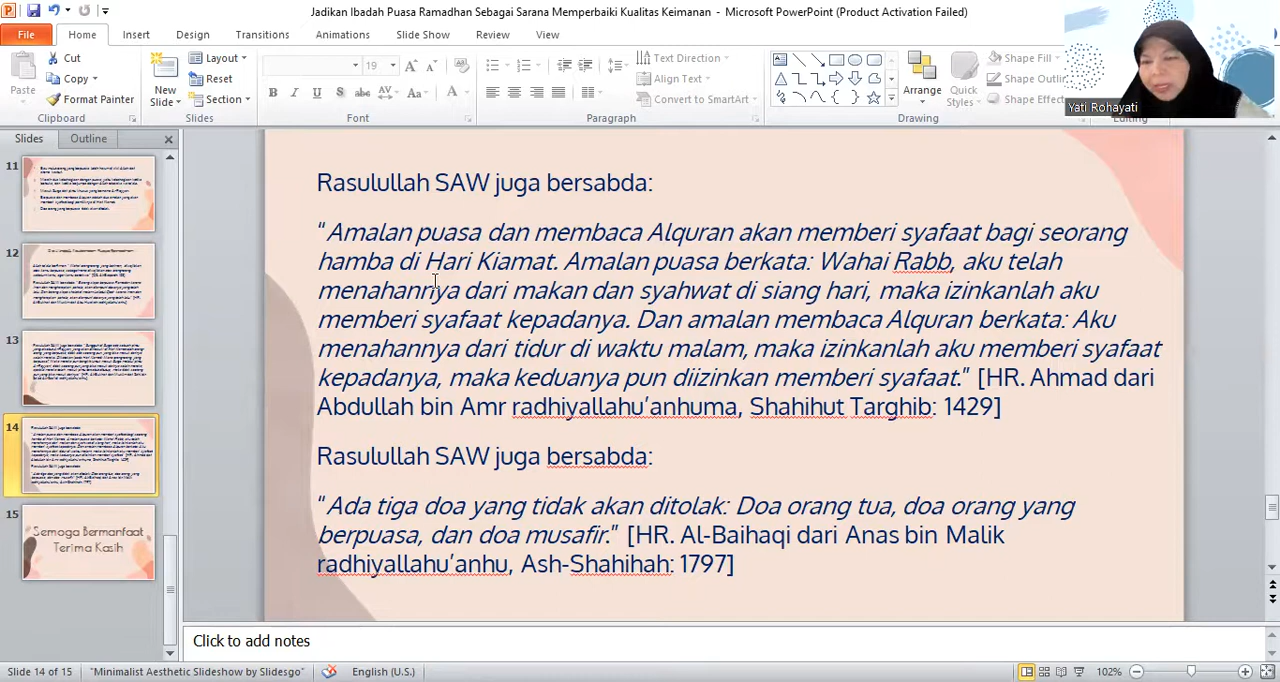 Jadikan Ibadah Puasa Ramadhan Sebagai Sarana Memperbaiki Kualitas Keimanan - Microsoft PowerPoint (Product Activation Failed)
File Home Insert Design Transitions Animations Slide Show Review View
Paste
Cut
Copy
Format Painter
Clipboard
New Slide
Layout
Reset
Section
Slides
19
Font
Paragraph
Text Direction
Align Text
Convert to SmartArt
Arrange
Quick Styles
Shape Fill
Shape Outlin
Shape Effec
Drawing
Editing
Yati Rohayati
Slides Outline
11
12
13
14
15
Semoga Bermanfaat
Terima Kasih
Rasulullah SAW juga bersabda:
"Amalan puasa dan membaca Alquran akan memberi syafaat bagi seorang
hamba di Hari Kiamat. Amalan puasa berkata: Wahai Rabb, aku telah
menahannya dari makan dan syahwat di siang hari, maka izinkanlah aku
memberi syafaat kepadanya. Dan amalan membaca Alquran berkata: Aku
menahannya dari tidur di waktu malam, maka izinkanlah aku memberi syafaat
kepadanya, maka keduanya pun diizinkan memberi syafaat." [HR. Ahmad dari
Abdullah bin Amr radhiyallahu'anhuma, Shahihut Targhib: 1429]
Rasulullah SAW juga bersabda:
"Ada tiga doa yang tidak akan ditolak: Doa orang tua, doa orang yang
berpuasa, dan doa musafir." [HR. Al-Baihaqi dari Anas bin Malik
radhiyallahu'anhu, Ash-Shahihah: 1797]
Click to add notes
Slide 14 of 15
"Minimalist Aesthetic Slideshow by Slidesgo"
English (U.S.)
102%